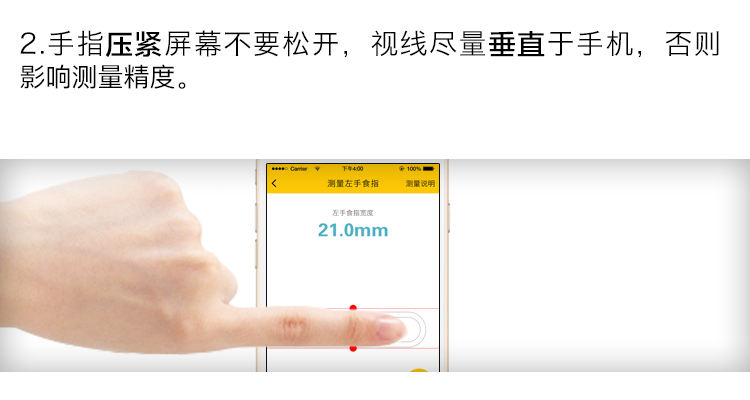 2.手指压紧屏幕不要松开，视线尽量垂直于手机，否则
影响测量精度。
Carrier 下午4:00 100%
测量左手食指 测量说明
左手食指宽度
21.0mm